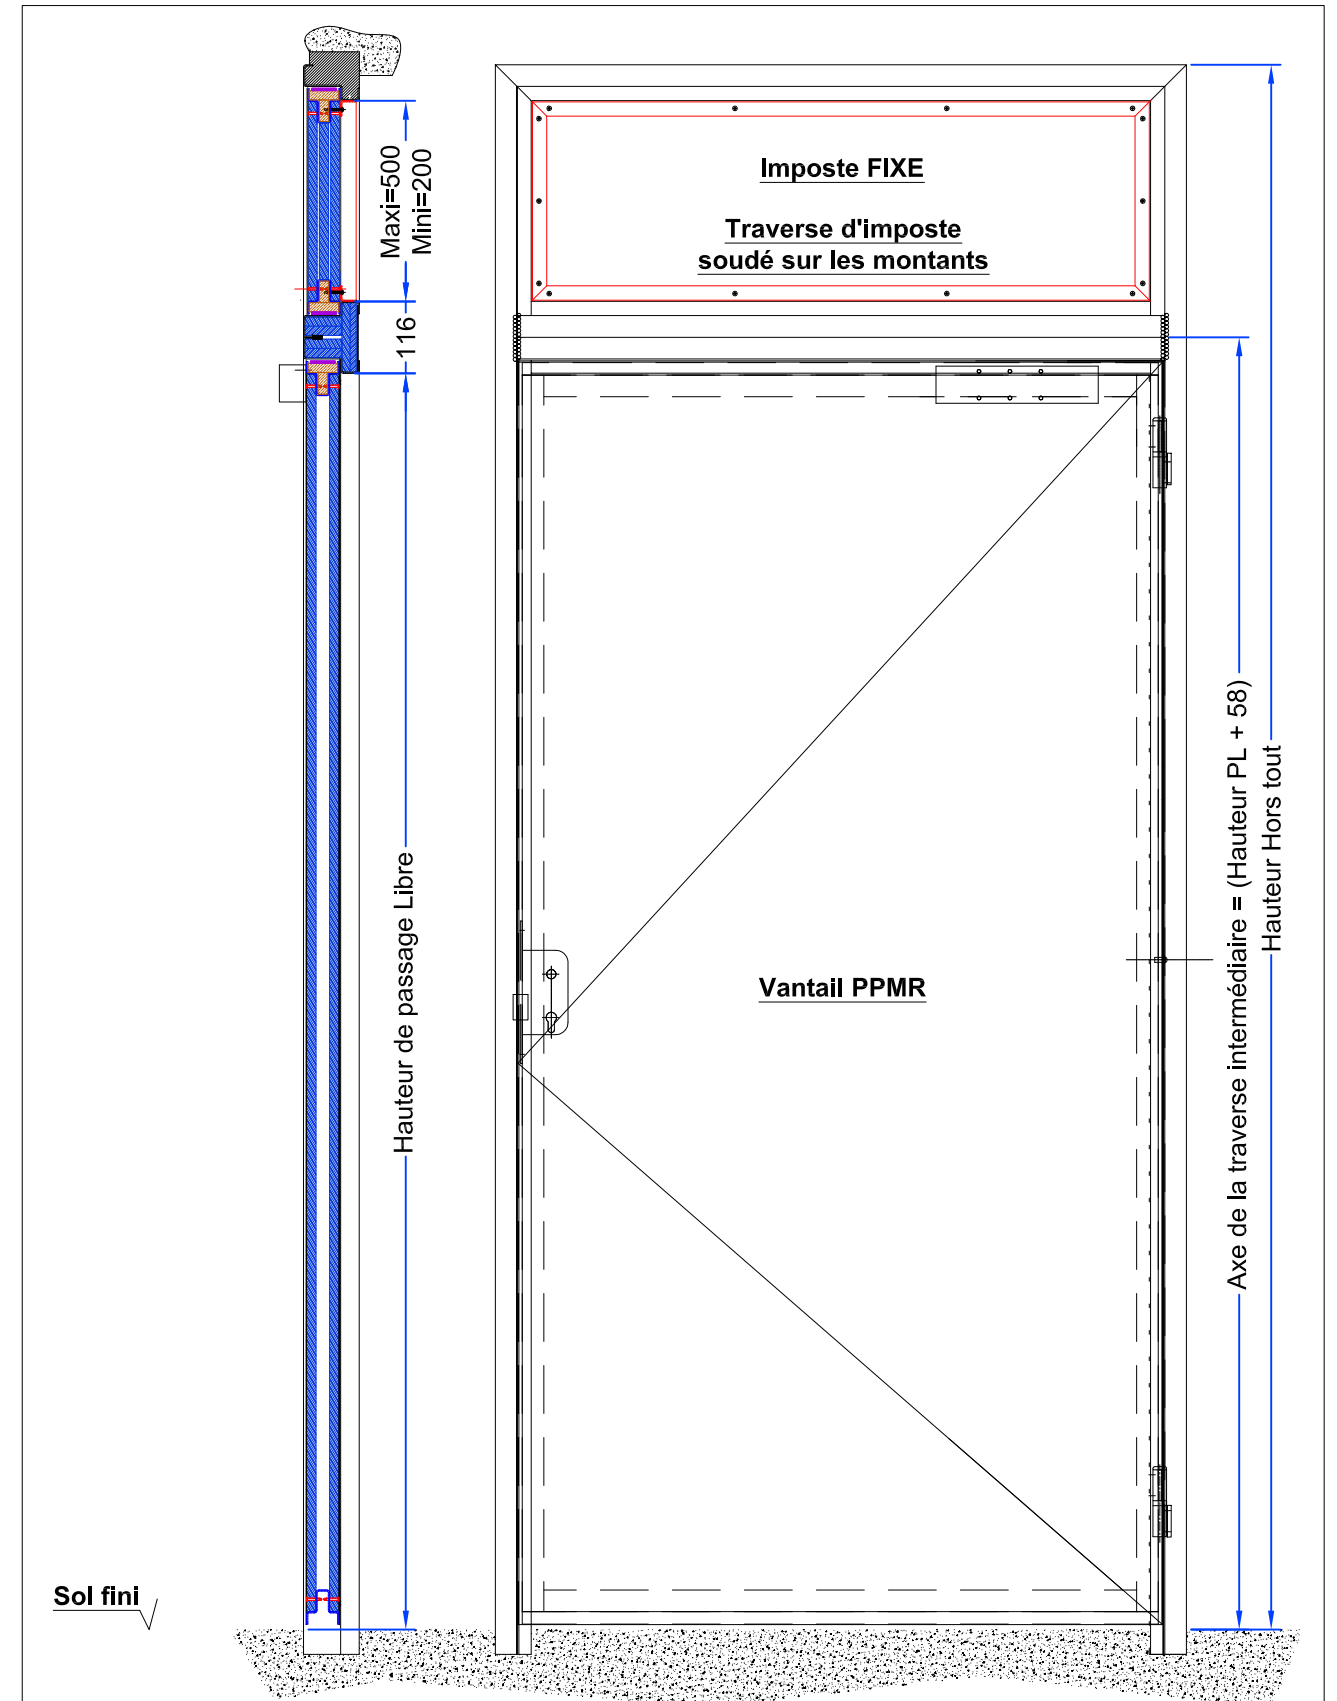 Imposte FIXE
Traverse d'imposte
soudé sur les montants
Maxi=500
Mini=200
116
Hauteur de passage Libre
Vantail PPMR
Axe de la traverse intermédiaire = (Hauteur PL + 58)
Hauteur Hors tout
Sol fini